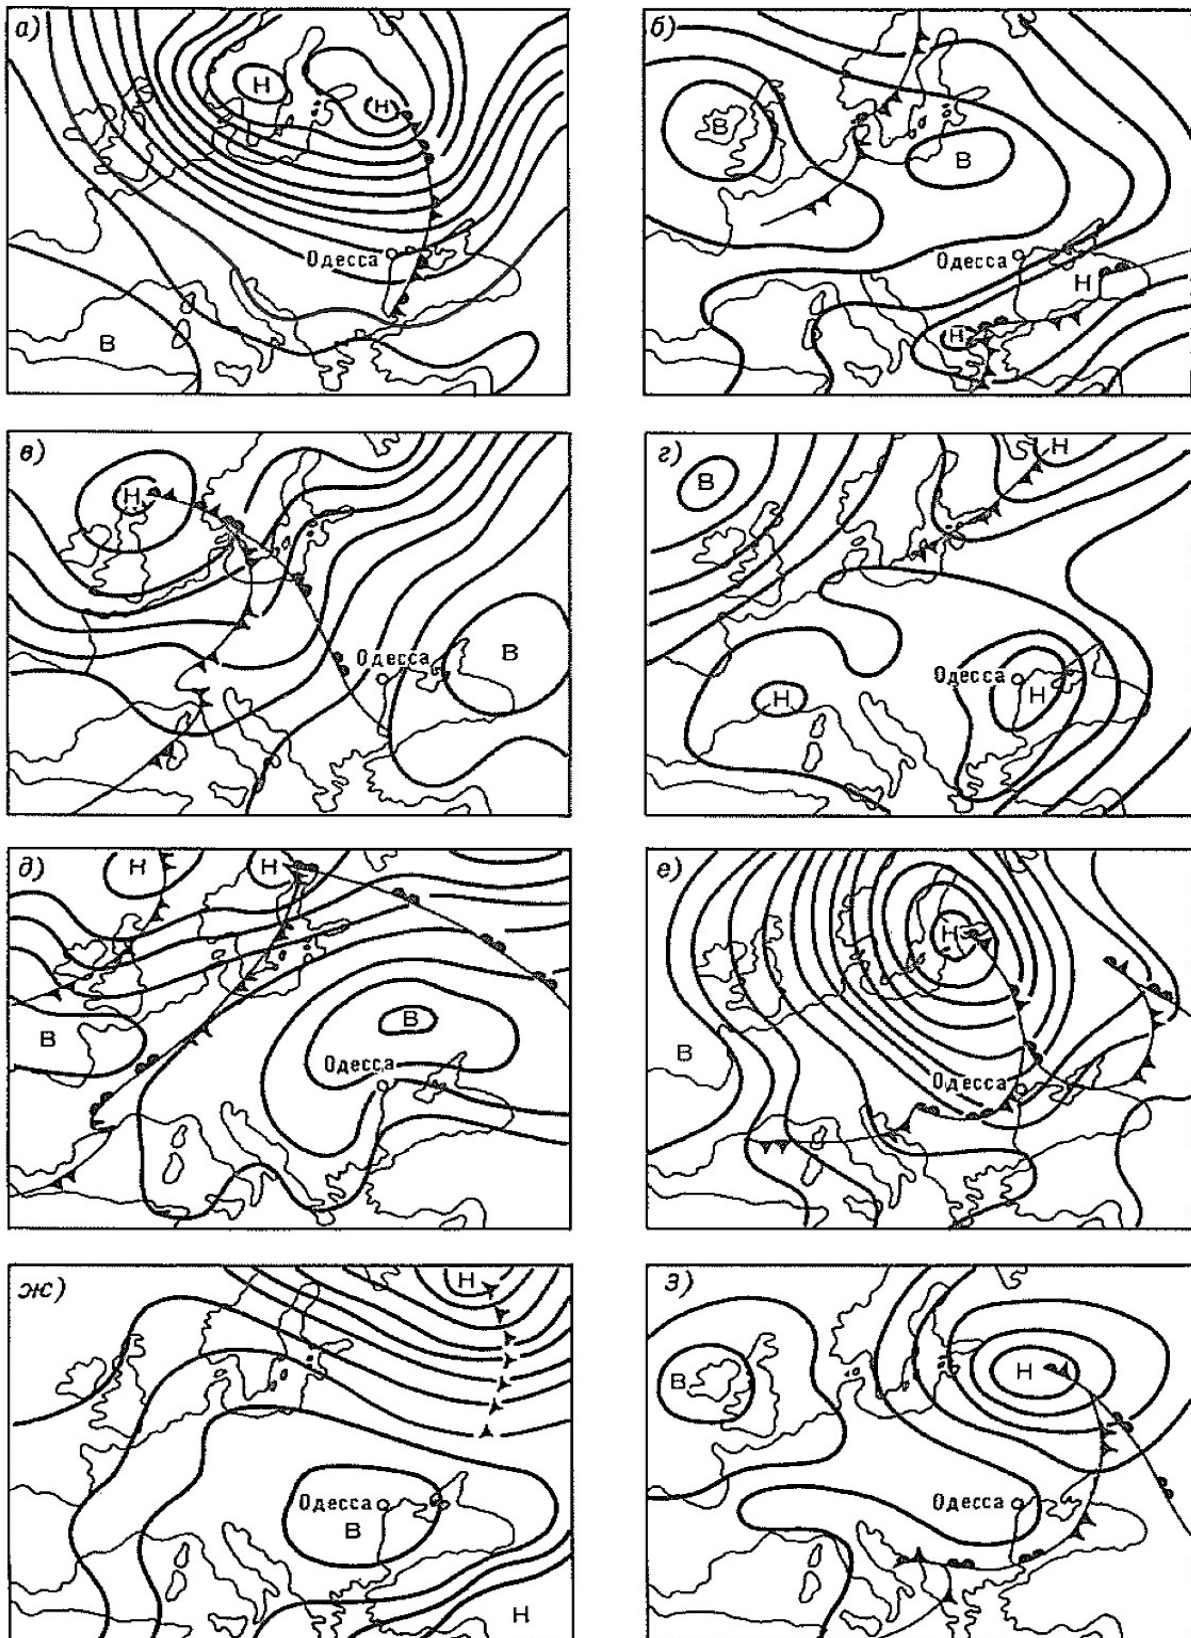 а)
Н
Н
Одесса
В
б)
В
В
Одесса
Н
Н
в)
Н
Одесса
В
г)
В
Н
Одесса
Н
Н
д)
Н
Н
В
В
Одесса
е)
Н
В
Одесса
ж)
Н
Одесса
В
Н
з)
В
Н
Одесса